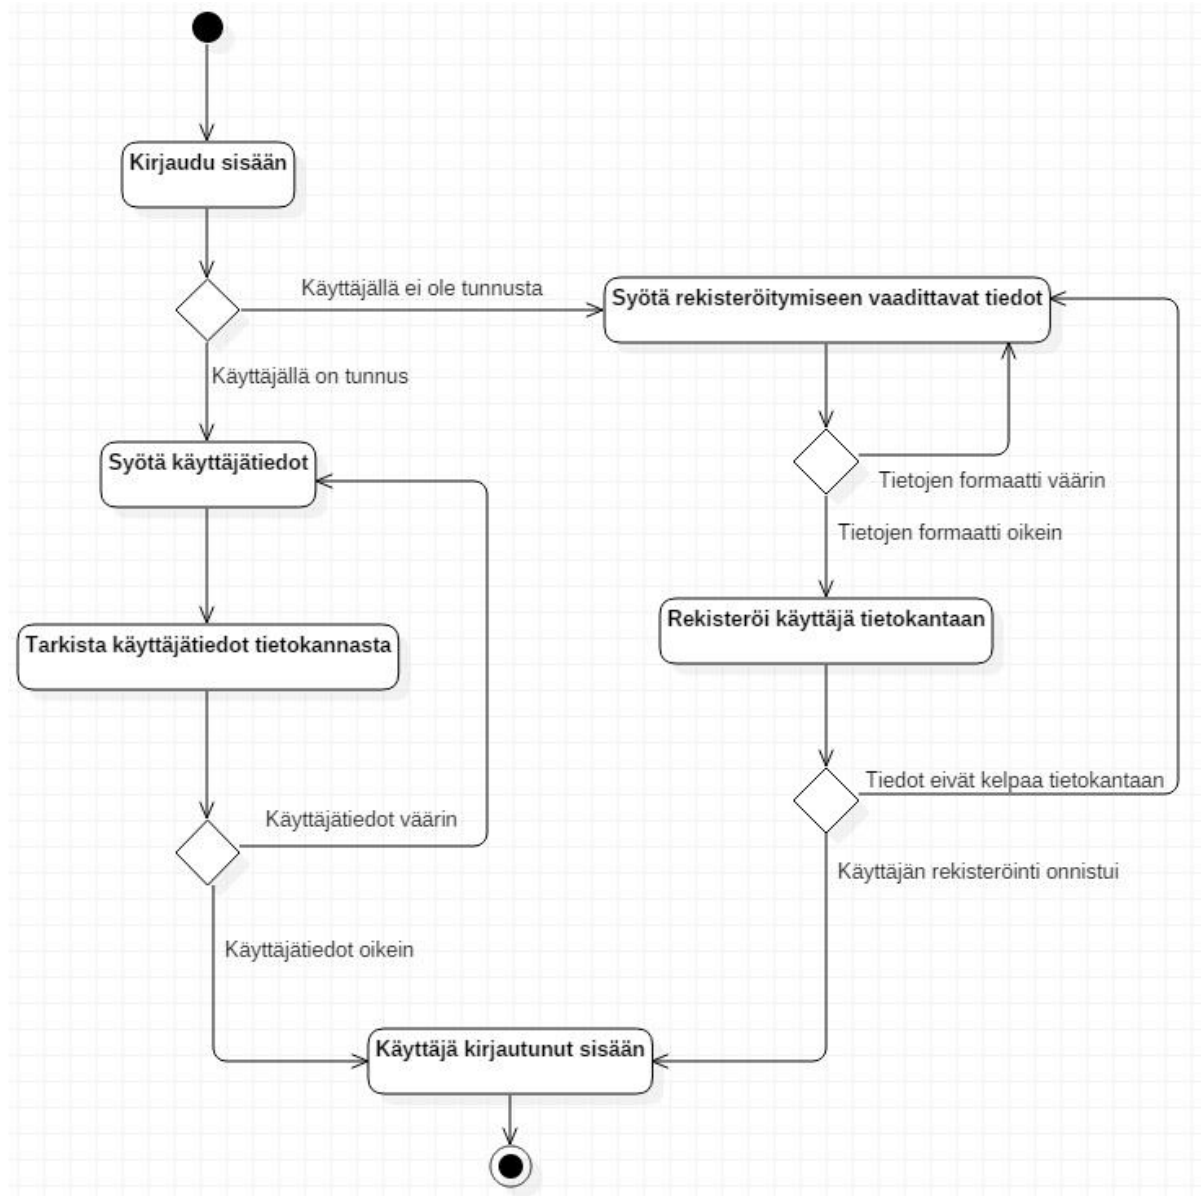 Kirjaudu sisään
Käyttäjällä ei ole tunnusta
Syötä rekisteröitymiseen vaadittavat tiedot
Käyttäjällä on tunnus
Syötä käyttäjätiedot
Tietojen formaatti väärin
Tietojen formaatti oikein
Rekisteröi käyttäjä tietokantaan
Tarkista käyttäjätiedot tietokannasta
Tiedot eivät kelpaa tietokantaan
Käyttäjätiedot väärin
Käyttäjän rekisteröinti onnistui
Käyttäjätiedot oikein
Käyttäjä kirjautunut sisään